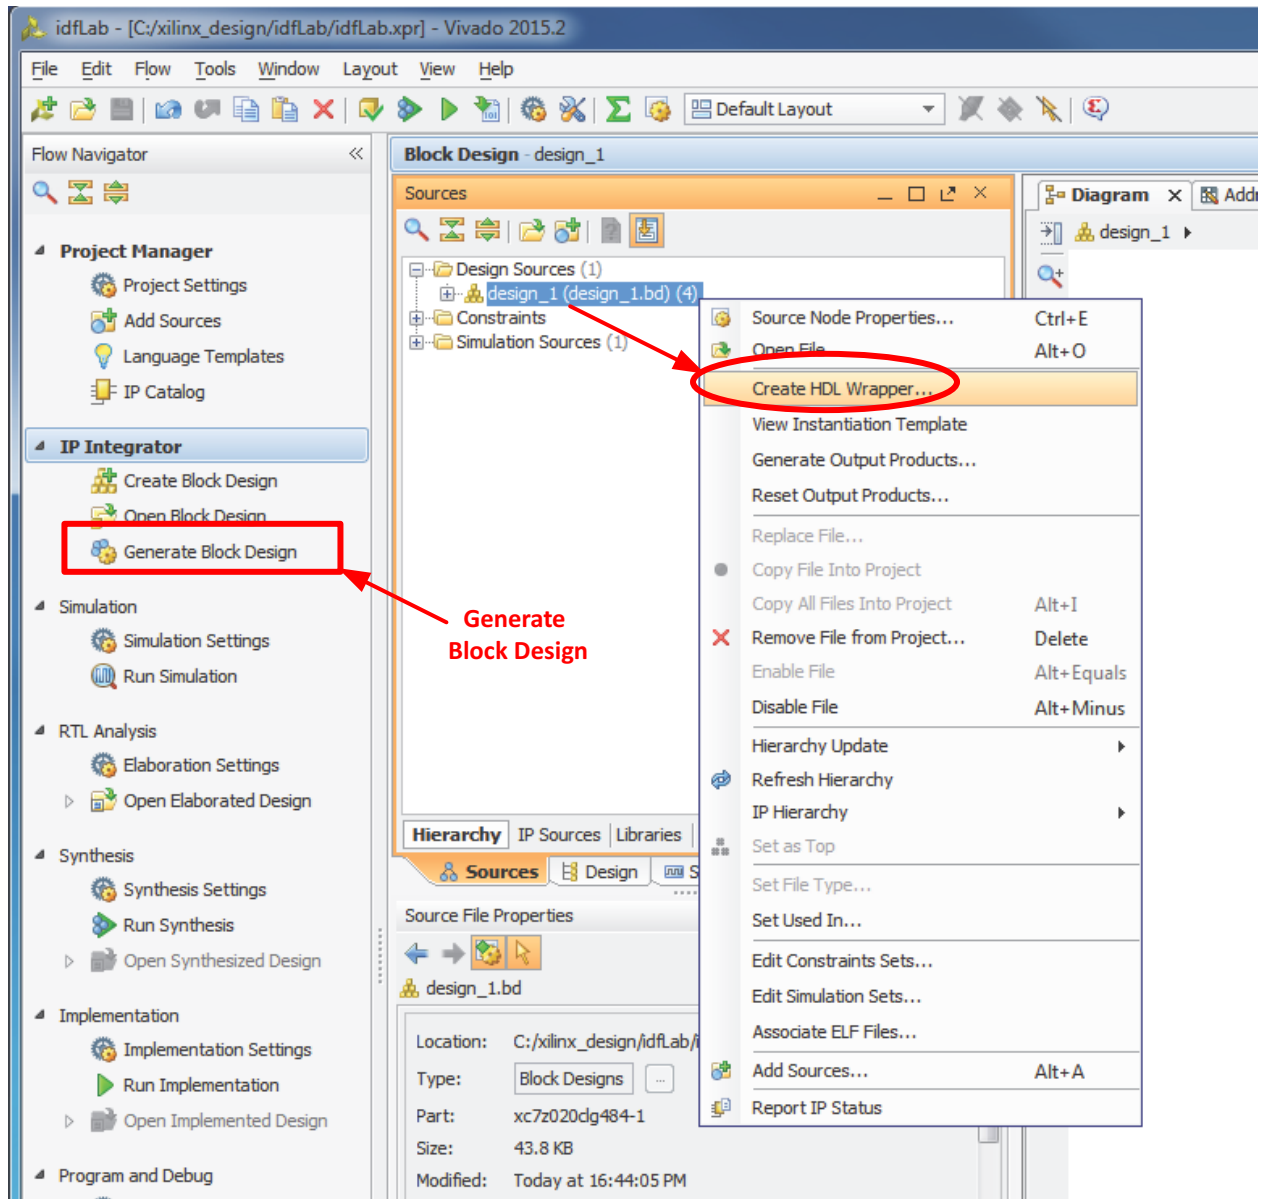 idfLab - [C:/xilinx_design/idfLab/idfLab.xpr] - Vivado 2015.2
File Edit Flow Tools Window Layout View Help
Default Layout
Flow Navigator
Project Manager
Project Settings
Add Sources
Language Templates
IP Catalog
IP Integrator
Create Block Design
Open Block Design
Generate Block Design
Simulation
Simulation Settings
Run Simulation
RTL Analysis
Elaboration Settings
Open Elaborated Design
Synthesis
Synthesis Settings
Run Synthesis
Open Synthesized Design
Implementation
Implementation Settings
Run Implementation
Open Implemented Design
Program and Debug
Block Design - design_1
Sources
Design Sources (1)
design_1 (design_1.bd) (4)
Constraints
Simulation Sources (1)
Generate
Block Design
Hierarchy IP Sources Libraries
Sources Design S
Source File Properties
design_1.bd
Location: C:/xilinx_design/idfLab/i
Type: Block Designs ...
Part: xc7z020clg484-1
Size: 43.8 KB
Modified: Today at 16:44:05 PM
Diagram Addr
design_1
Source Node Properties... Ctrl+E
Open File Alt+O
Create HDL Wrapper...
View Instantiation Template
Generate Output Products...
Reset Output Products...
Replace File...
Copy File Into Project
Copy All Files Into Project Alt+I
Remove File from Project... Delete
Enable File Alt+Equals
Disable File Alt+Minus
Hierarchy Update
Refresh Hierarchy
IP Hierarchy
Set as Top
Set File Type...
Set Used In...
Edit Constraints Sets...
Edit Simulation Sets...
Associate ELF Files...
Add Sources... Alt+A
Report IP Status